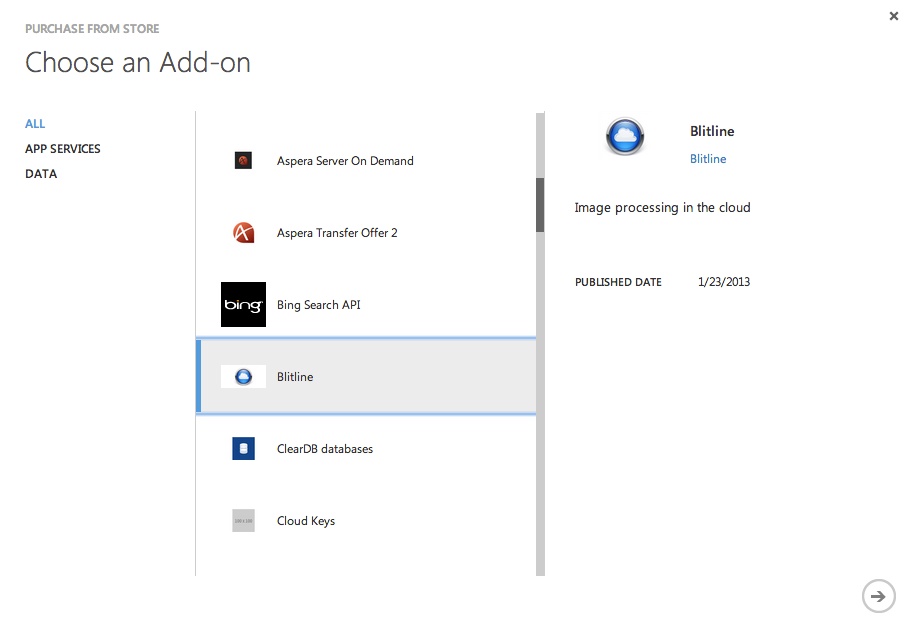 PURCHASE FROM STORE
Choose an Add-on
ALL
APP SERVICES
DATA
Aspera Server On Demand
Aspera Transfer Offer 2
bing
Bing Search API
Blitline
ClearDB databases
Cloud Keys
Blitline
Blitline
Image processing in the cloud
PUBLISHED DATE 1/23/2013